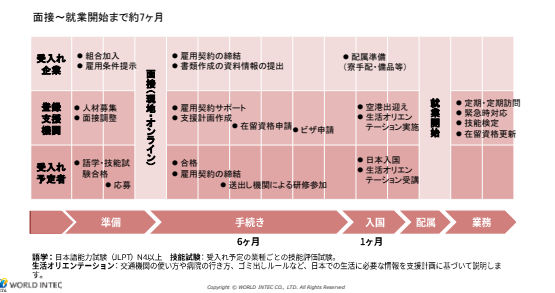 面接～就業開始まで約7ヶ月
受入れ
企業
● 組合加入
● 雇用条件提示
面接（現地・オンライン）
● 雇用契約の締結
● 書類作成の資料情報の提出
● 配属準備
（寮手配・備品等）
就業開始
登録
支援
機関
● 人材募集
● 面接調整
● 雇用契約サポート
● 支援計画作成
● 在留資格申請
● ビザ申請
● 空港出迎え
● 生活オリエン
テーション実施
● 定期・定期訪問
● 緊急時対応
● 技能検定
● 在留資格更新
受入れ
予定者
● 語学・技能試
験合格
● 応募
● 合格
● 雇用契約の締結
● 送出し機関による研修参加
● 日本入国
● 生活オリエン
テーション受講
準備
手続き
入国
配属
業務
6ヶ月
1ヶ月
語学：日本語能力試験（JLPT）N4以上　技能試験：受入れ予定の業種ごとの技能評価試験。
生活オリエンテーション：交通機関の使い方や病院の行き方、ゴミ出しルールなど、日本での生活に必要な情報を支援計画に基づいて説明しま
す。
WORLD INTEC
Copyright © WORLD INTEC CO., LTD. All Rights Reserved